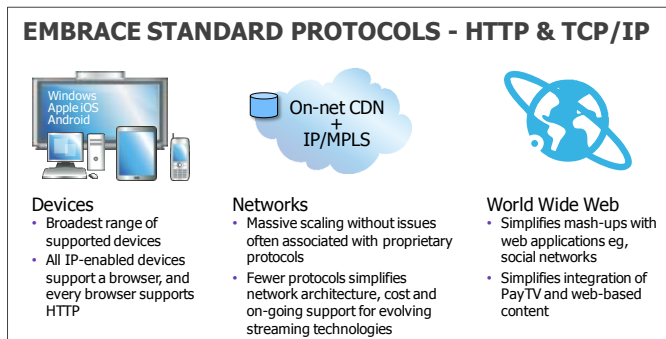 EMBRACE STANDARD PROTOCOLS - HTTP & TCP/IP
Windows
Apple iOS
Android
On-net CDN
+
IP/MPLS
Devices
• Broadest range of
supported devices
• All IP-enabled devices
support a browser, and
every browser supports
HTTP
Networks
• Massive scaling without issues
often associated with proprietary
protocols
• Fewer protocols simplifies
network architecture, cost and
on-going support for evolving
streaming technologies
World Wide Web
• Simplifies mash-ups with
web applications eg,
social networks
• Simplifies integration of
PayTV and web-based
content